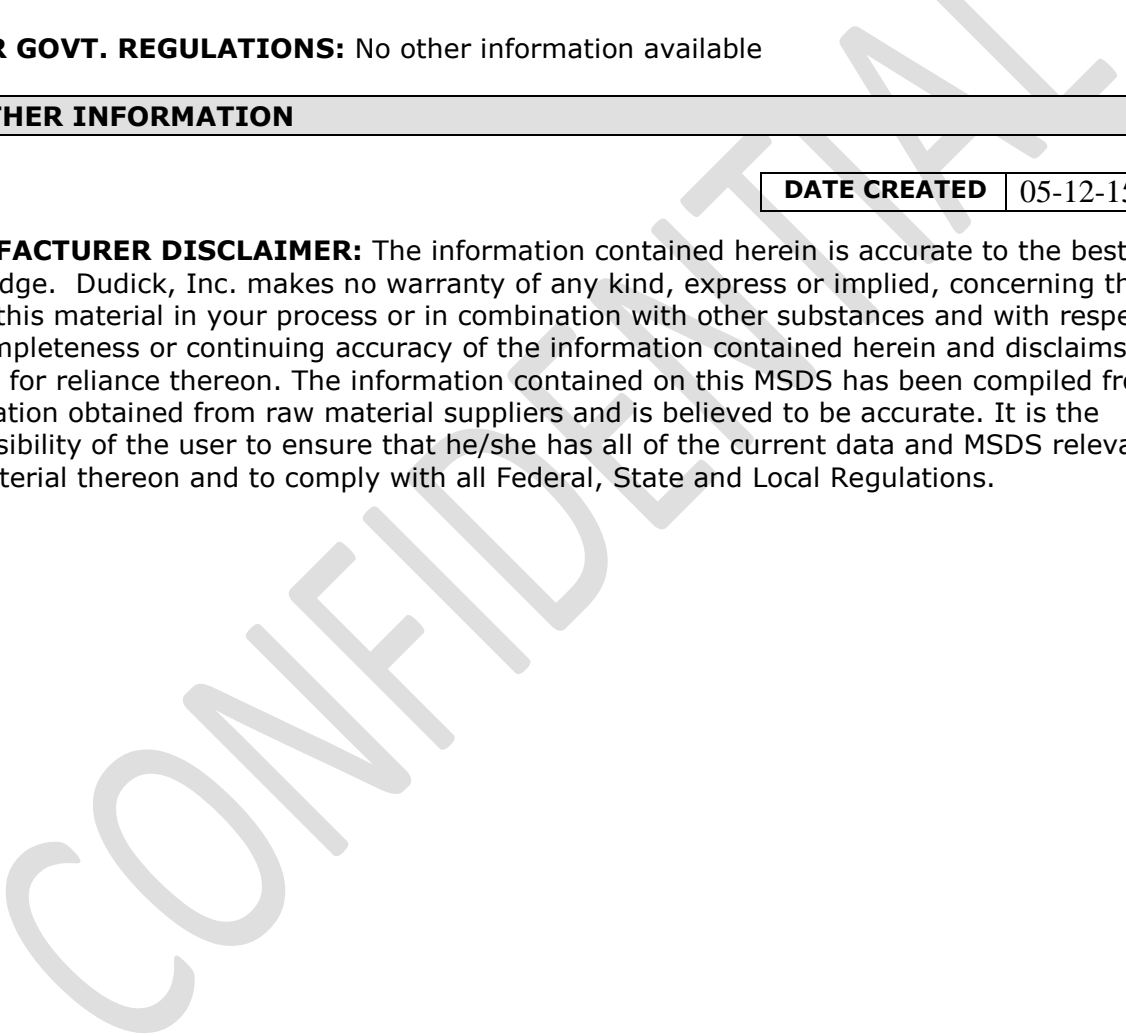 R GOVT. REGULATIONS: No other information available
THER INFORMATION
DATE CREATED 05-12-15
FACTURER DISCLAIMER: The information contained herein is accurate to the best
dge. Dudick, Inc. makes no warranty of any kind, express or implied, concerning th
this material in your process or in combination with other substances and with respe
mpleteness or continuing accuracy of the information contained herein and disclaims
for reliance thereon. The information contained on this MSDS has been compiled fr
ation obtained from raw material suppliers and is believed to be accurate. It is the
sibility of the user to ensure that he/she has all of the current data and MSDS releva
terial thereon and to comply with all Federal, State and Local Regulations.
CONFIDENTIAL